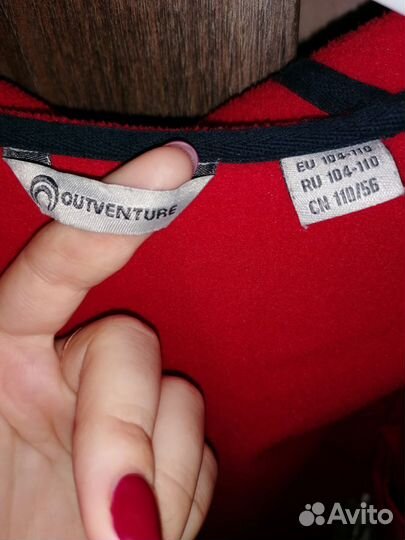 OUTVENTURE
EU 104-110
RU 104-110
CN 110/56
Avito